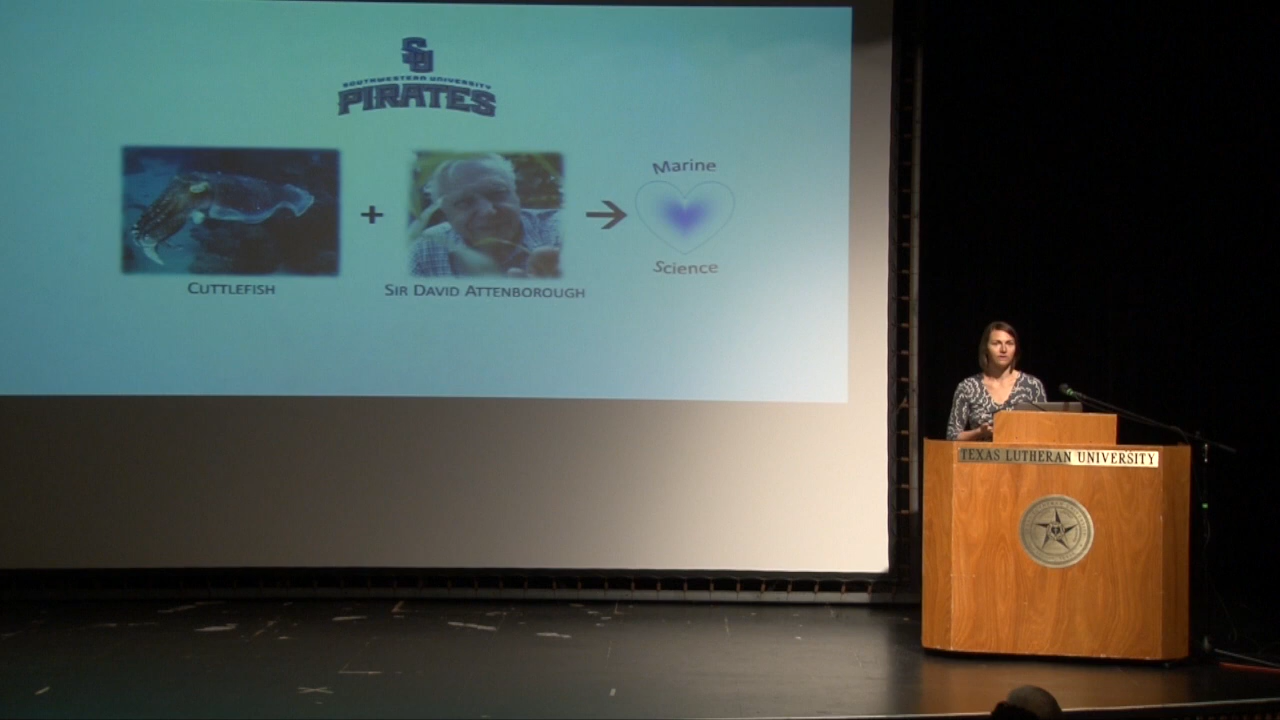 SU
SOUTHWESTERN UNIVERSITY
PIRATES
Marine
+
→
CUTTLEFISH
SIR DAVID ATTENBOROUGH
Science
TEXAS LUTHERAN UNIVERSITY